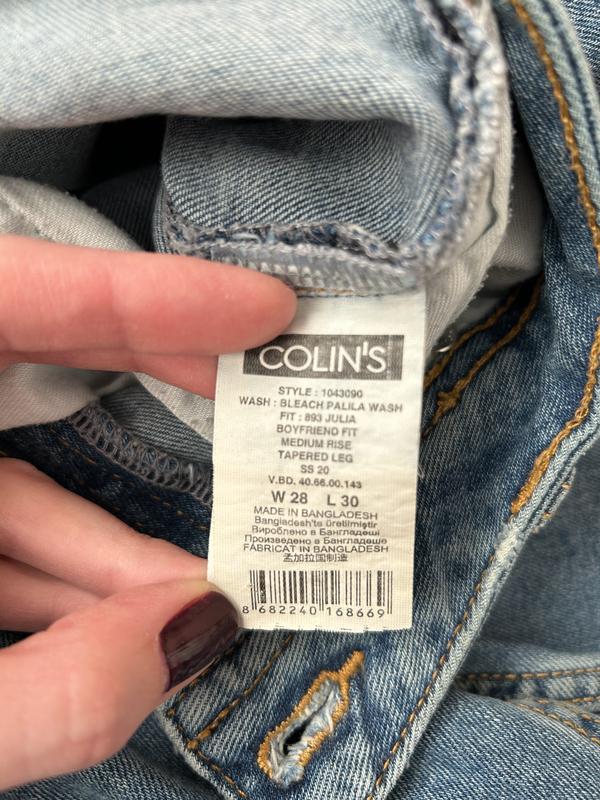 COLIN'S
STYLE : 1043090
WASH : BLEACH PALILA WASH
FIT : 893 JULIA
BOYFRIEND FIT
MEDIUM RISE
TAPERED LEG
SS 20
V.BD. 40.66.00.143
W 28 L 30
MADE IN BANGLADESH
Bangladesh'te üretilmiştir
Вироблено в Бангладеші
Произведено в Бангладеше
FABRICAT IN BANGLADESH
孟加拉国制造
8 682240 168669